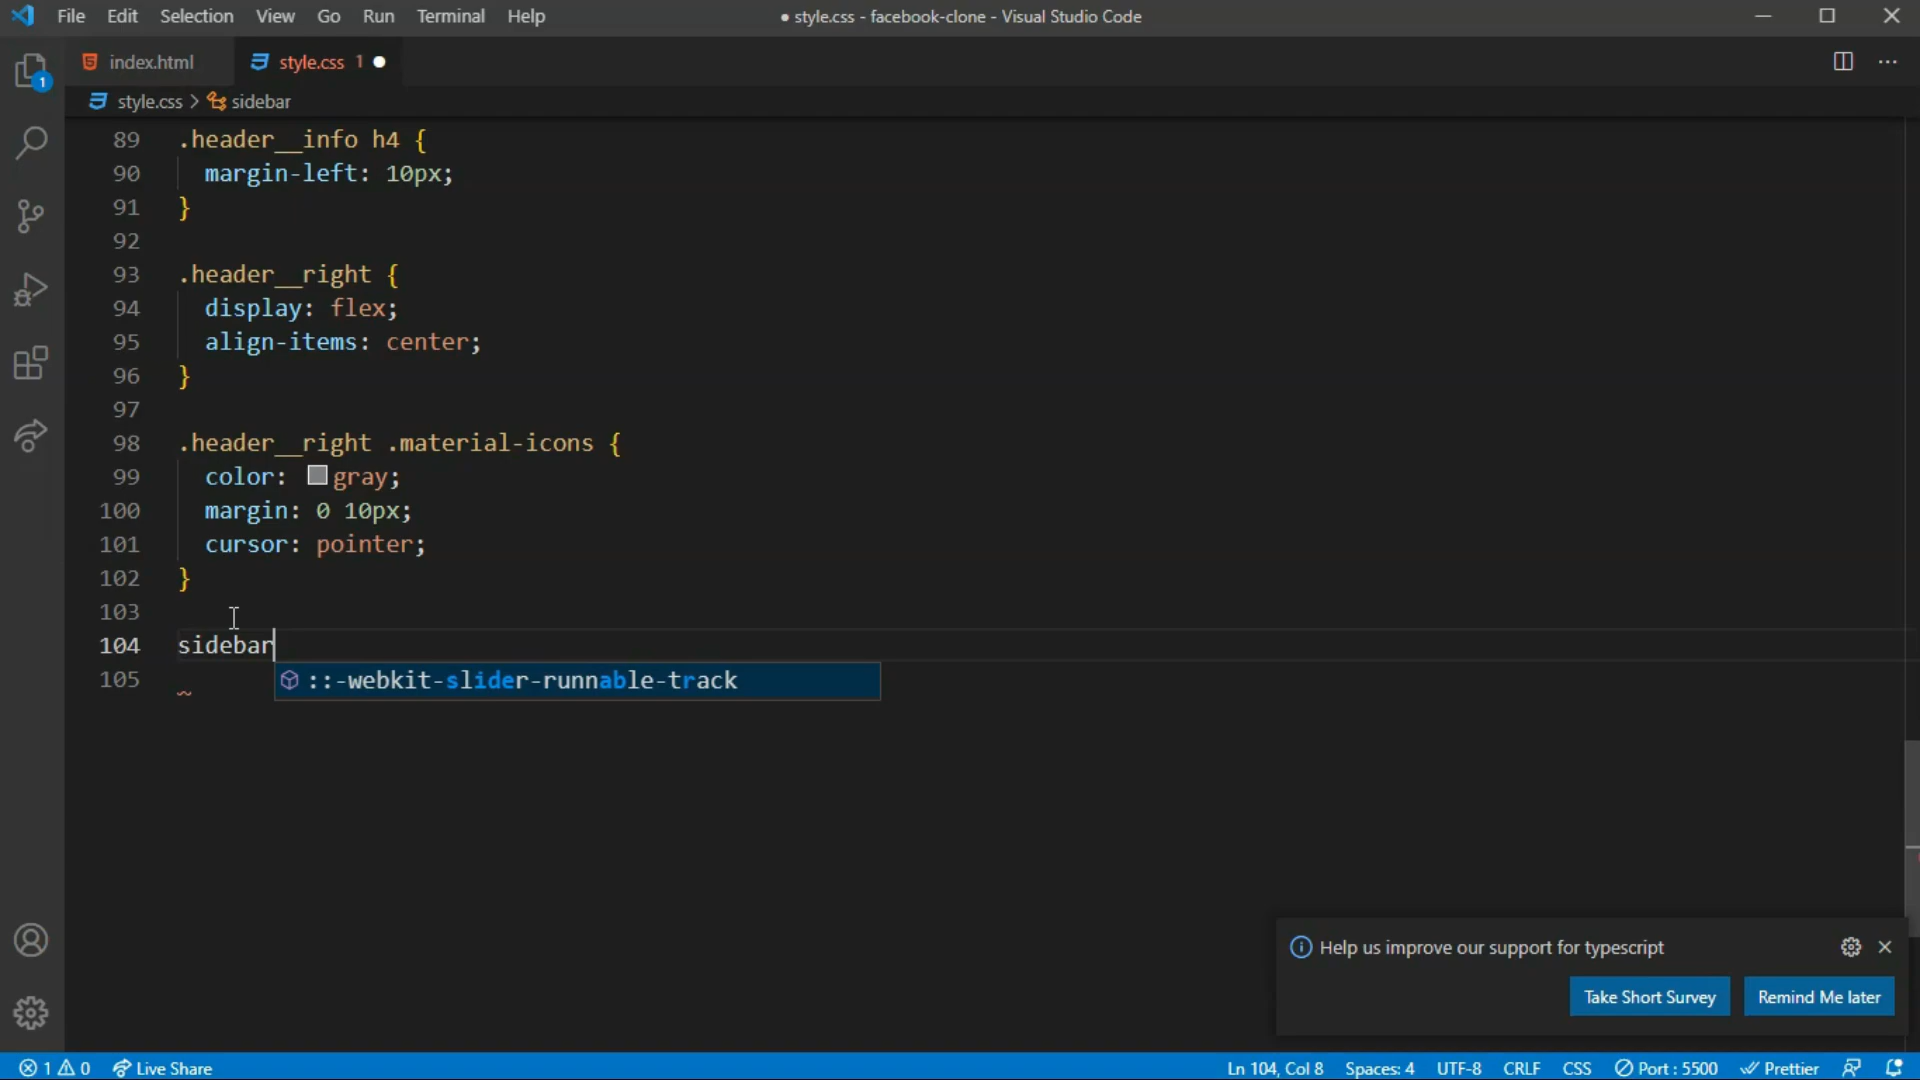 File Edit Selection View Go Run Terminal Help
● style.css - facebook-clone - Visual Studio Code
1
index.html
style.css 1 ●
style.css > sidebar
89 .header__info h4 {
90 margin-left: 10px;
91 }
92
93 .header__right {
94 display: flex;
95 align-items: center;
96 }
97
98 .header__right .material-icons {
99 color: gray;
100 margin: 0 10px;
101 cursor: pointer;
102 }
103
104 sidebar
::-webkit-slider-runnable-track
105
Help us improve our support for typescript
Take Short Survey Remind Me later
1 0 Live Share Ln 104, Col 8 Spaces: 4 UTF-8 CRLF CSS Port : 5500 Prettier